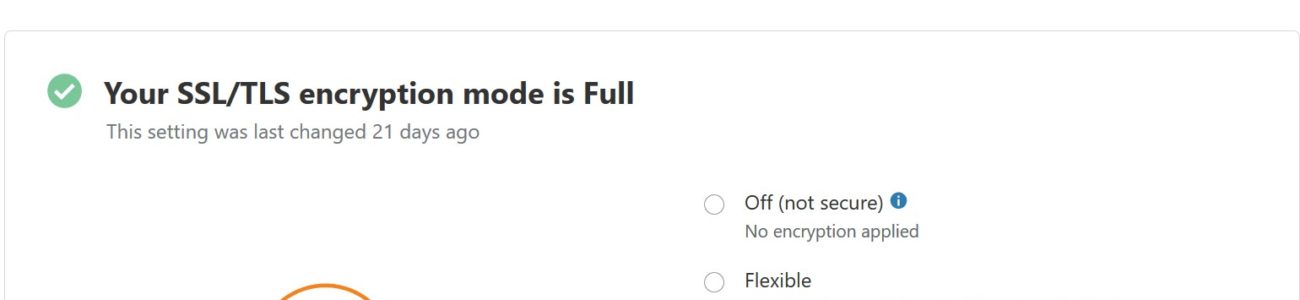 Your SSL/TLS encryption mode is Full
This setting was last changed 21 days ago
Off (not secure)
No encryption applied
Flexible